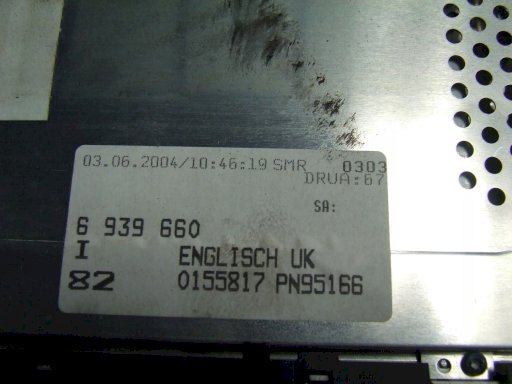 03.06.2004/10:46:19 SMR 0303
DRUA:67
SA:
6 939 660
I ENGLISCH UK
82 0155817 PN95166